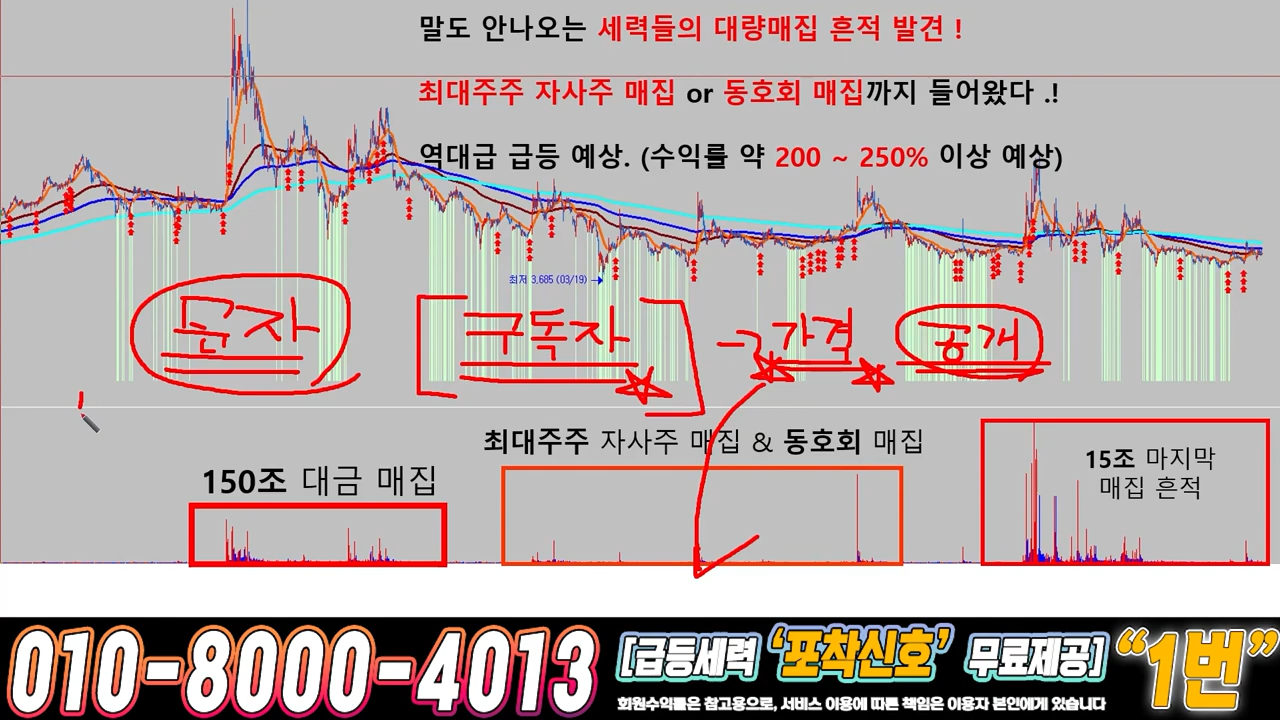 말도 안나오는 세력들의 대량매집 흔적 발견 !
최대주주 자사주 매집 or 동호회 매집까지 들어왔다 .!
역대급 급등 예상. (수익률 약 200 ~ 250% 이상 예상)
최저 3,685 (03/19)
문자 구독자 가격 공개
최대주주 자사주 매집 & 동호회 매집
150조 대금 매집
15조 마지막
매집 흔적
010-8000-4013
[급등세력 ‘포착신호’ 무료제공] “1번”
회원수익률은 참고용으로, 서비스 이용에 따른 책임은 이용자 본인에게 있습니다